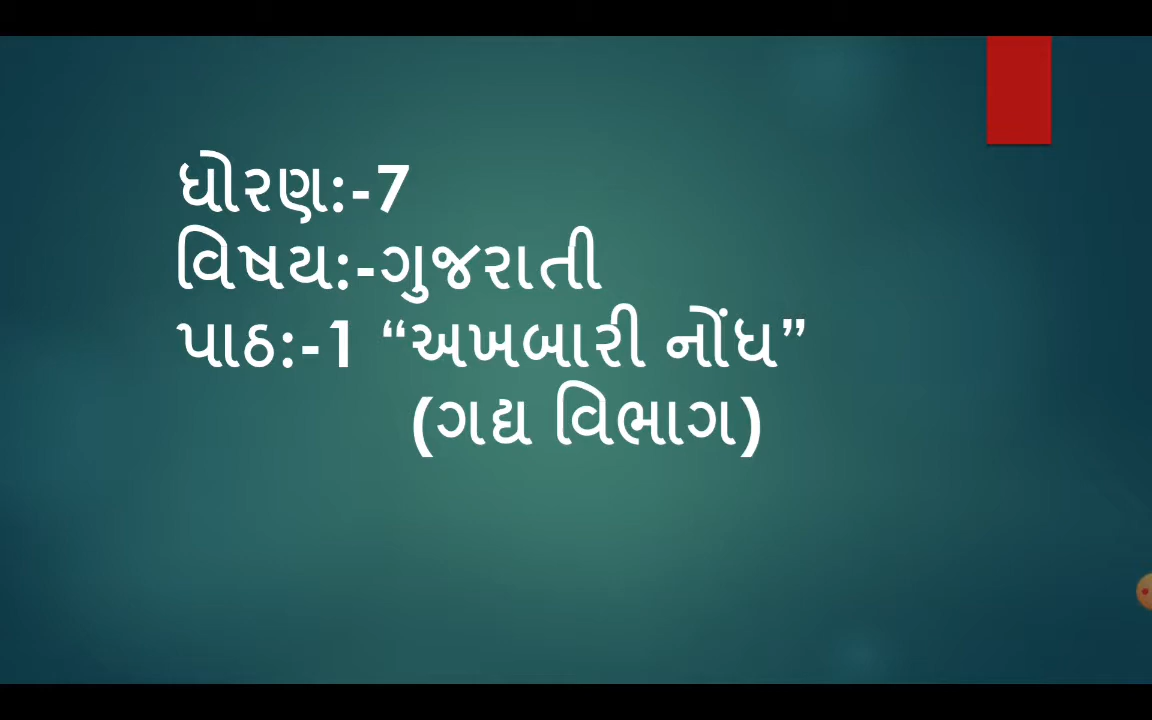 ધોરણ:-7
વિષય:-ગુજરાતી
પાઠ:-1 “અખબારી નોંધ”
(ગદ્ય વિભાગ)